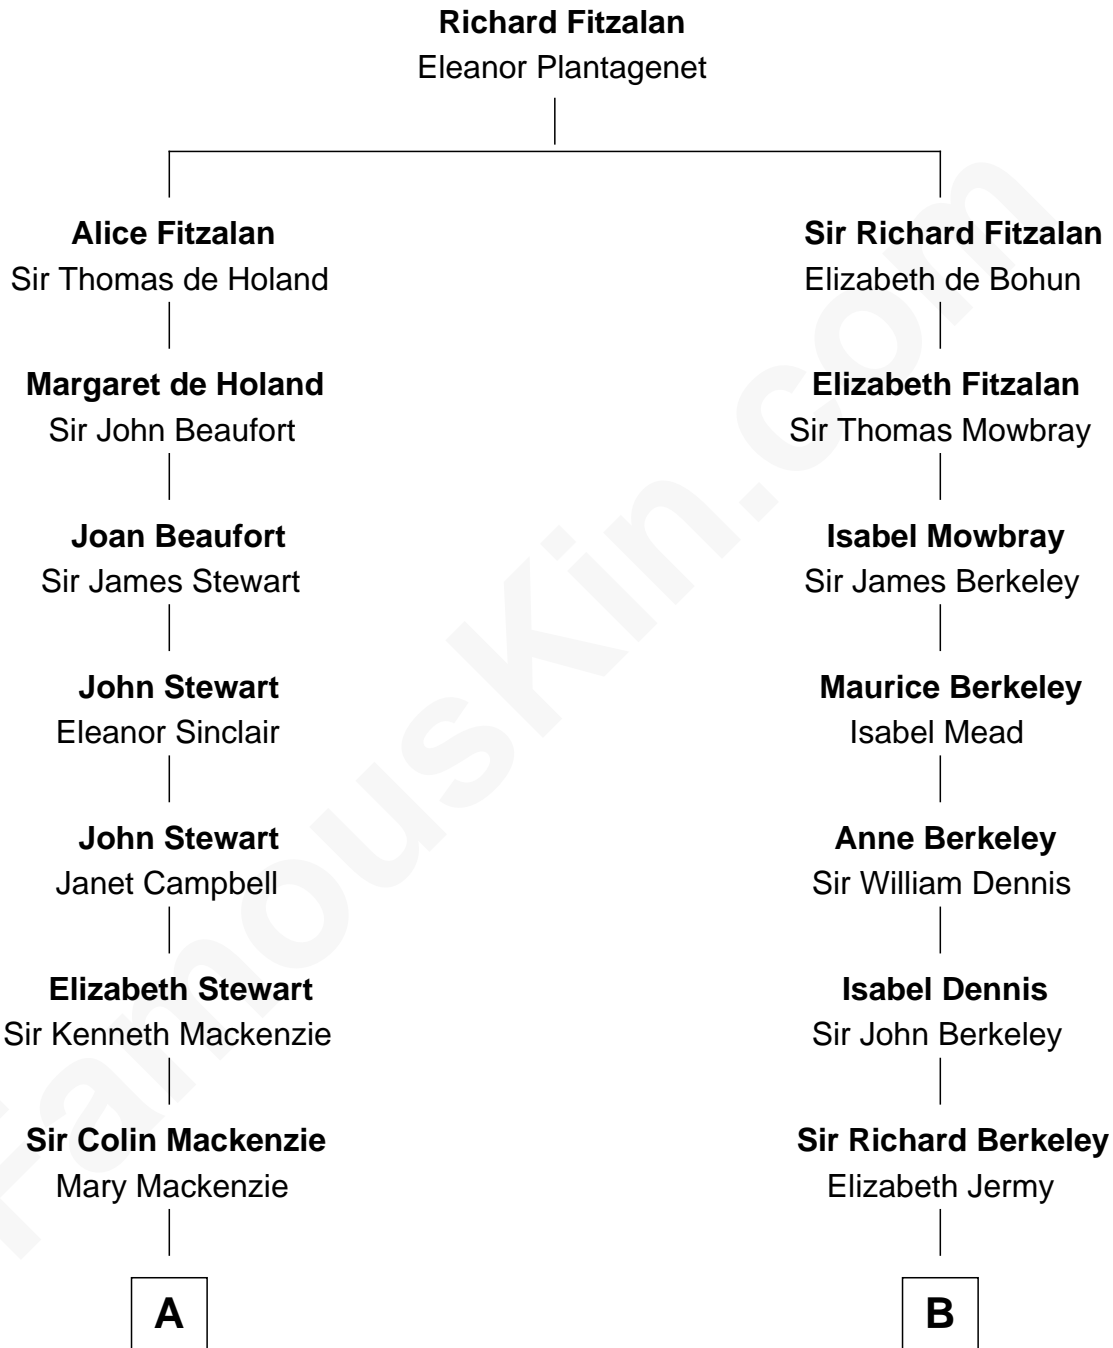 Richard Fitzalan
Eleanor Plantagenet
Alice Fitzalan
Sir Thomas de Holand
Margaret de Holand
Sir John Beaufort
Joan Beaufort
Sir James Stewart
John Stewart
Eleanor Sinclair
John Stewart
Janet Campbell
Elizabeth Stewart
Sir Kenneth Mackenzie
Sir Colin Mackenzie
Mary Mackenzie
A
Sir Richard Fitzalan
Elizabeth de Bohun
Elizabeth Fitzalan
Sir Thomas Mowbray
Isabel Mowbray
Sir James Berkeley
Maurice Berkeley
Isabel Mead
Anne Berkeley
Sir William Dennis
Isabel Dennis
Sir John Berkeley
Sir Richard Berkeley
Elizabeth Jermy
B
FamousKin.com